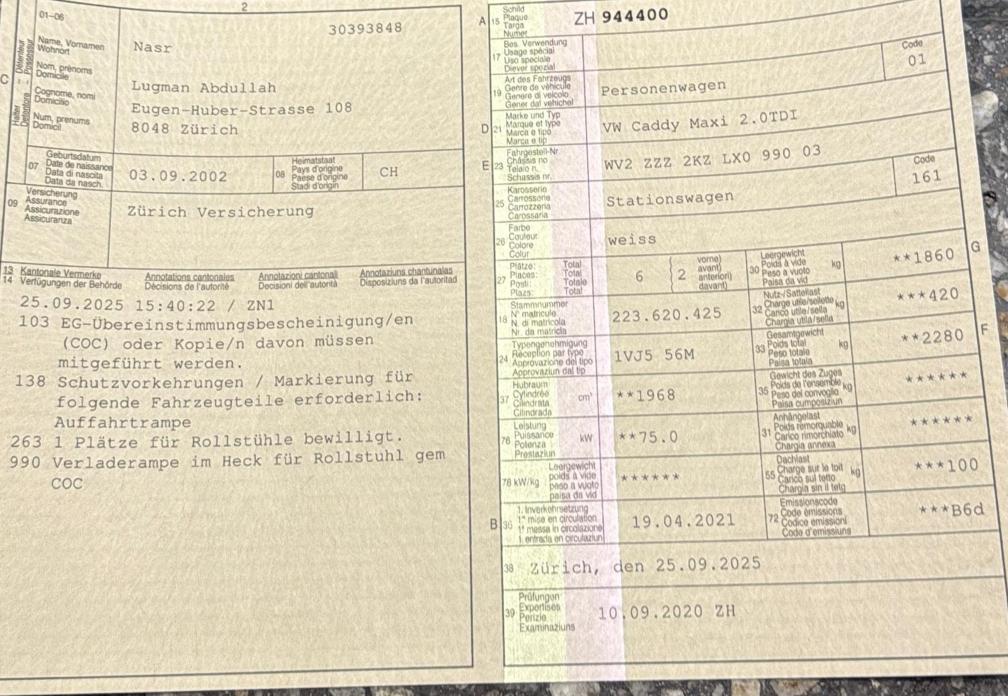 2
01-06
30393848
Halter Détenteur
Detentore Possessur
C
Name, Vornamen
Wohnort
Nom, prénoms
Domicile
Cognome, nomi
Domicilio
Num, prenums
Domicil
Nasr
Lugman Abdullah
Eugen-Huber-Strasse 108
8048 Zürich
07
Geburtsdatum
Date de naissance
Data di nascita
Data da nasch.
03.09.2002
08
Heimatstaat
Pays d'origine
Paese d'origine
Stadi d'origin
CH
09
Versicherung
Assurance
Assicurazione
Assicuranza
Zürich Versicherung
13 Kantonale Vermerke Annotations cantonales Annotazioni cantonali Annotaziuns chantunalas
14 Verfügungen der Behörde Décisions de l'autorité Decisioni dell'autorità Disposiziuns da l'autoritad
25.09.2025 15:40:22 / ZN1
103 EG-Übereinstimmungsbescheinigung/en
(COC) oder Kopie/n davon müssen
mitgeführt werden.
138 Schutzvorkehrungen / Markierung für
folgende Fahrzeugteile erforderlich:
Auffahrtrampe
263 1 Plätze für Rollstühle bewilligt.
990 Verladerampe im Heck für Rollstuhl gem
COC
A 15
Schild
Plaque
Targa
Numer
ZH 944400
17
Bes. Verwendung
Usage spécial
Uso speciale
Diever spezial
Code
01
19
Art des Fahrzeugs
Genre de véhicule
Genere di veicolo
Gener dal vehichel
Personenwagen
D 21
Marke und Typ
Marque et type
Marca e tipo
Marca e tip
VW Caddy Maxi 2.0TDI
E 23
Fahrgestell-Nr.
Châssis no
Telaio n.
Schassis nr.
WV2 ZZZ 2KZ LX0 990 03
25
Karosserie
Carrosserie
Carrozzeria
Carossaria
Stationswagen
Code
161
26
Farbe
Couleur
Colore
Colur
weiss
27
Plätze: Total
Places: Total
Posti: Totale
Plazs: Total
6
2
vorne)
avant)
anteriori)
davant)
30
Leergewicht
Poids à vide
Peso a vuoto
Paisa da vid
kg
**1860
G
18
Stammnummer
N° matricule
N. di matricola
Nr. da matricla
223.620.425
32
Nutz-/Sattellast
Charge utile/sellette
Carico utile/sella
Chargia utila/sella
kg
***420
24
Typengenehmigung
Réception par type
Approvazione del tipo
Approvaziun dal tip
1VJ5 56M
33
Gesamtgewicht
Poids total
Peso totale
Paisa totala
kg
**2280
F
37
Hubraum
Cylindrée
Cilindrata
Cilindrada
cm³
**1968
35
Gewicht des Zuges
Poids de l'ensemble
Peso del convoglio
Paisa cumposiziun
kg
******
76
Leistung
Puissance
Potenza
Prestaziun
kW
**75.0
31
Anhängelast
Poids remorquable
Carico rimorchiato
Chargia annexa
kg
******
78 kW/kg
Leergewicht
poids à vide
peso a vuoto
paisa da vid
******
55
Dachlast
Charge sur le toit
Carico sul tetto
Chargia sin il tetg
kg
***100
B 36
1. Inverkehrsetzung
1re mise en circulation
1a messa in circolazione
1. entrada en circulaziun
19.04.2021
72
Emissionscode
Code émissions
Codice emissioni
Code d'emissiuns
***B6d
38 Zürich, den 25.09.2025
39
Prüfungen
Expertises
Perizie
Examinaziuns
10.09.2020 ZH